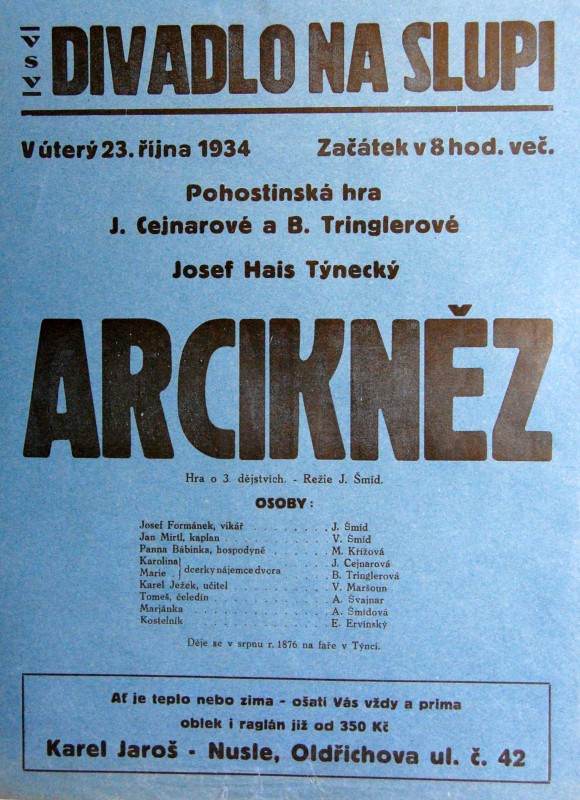 VSV DIVADLO NA SLUPI
V úterý 23. října 1934 Začátek v 8 hod. več.
Pohostinská hra
J. Cejnarové a B. Tringlerové
Josef Hais Týnecký
ARCIKNĚZ
Hra o 3. dějstvích. - Režie J. Šmíd.
OSOBY:
Josef Formánek, vikář . . . . . . . . J. Šmíd
Jan Mirtl, kaplan . . . . . . . . . . V. Šmíd
Panna Bábinka, hospodyně . . . . . . M. Křížová
Karolina } dcerky nájemce dvora . . . J. Cejnarová
Marie } . . . B. Tringlerová
Karel Ježek, učitel . . . . . . . . . V. Maršoun
Tomeš, čeledín . . . . . . . . . . . A. Švajnar
Marjánka . . . . . . . . . . . . . . A. Šmídová
Kostelník . . . . . . . . . . . . . . E. Ervínský
Děje se v srpnu r. 1876 na faře v Týnci.
Ať je teplo nebo zima - ošatí Vás vždy a prima
oblek i raglán již od 350 Kč
Karel Jaroš - Nusle, Oldřichova ul. č. 42